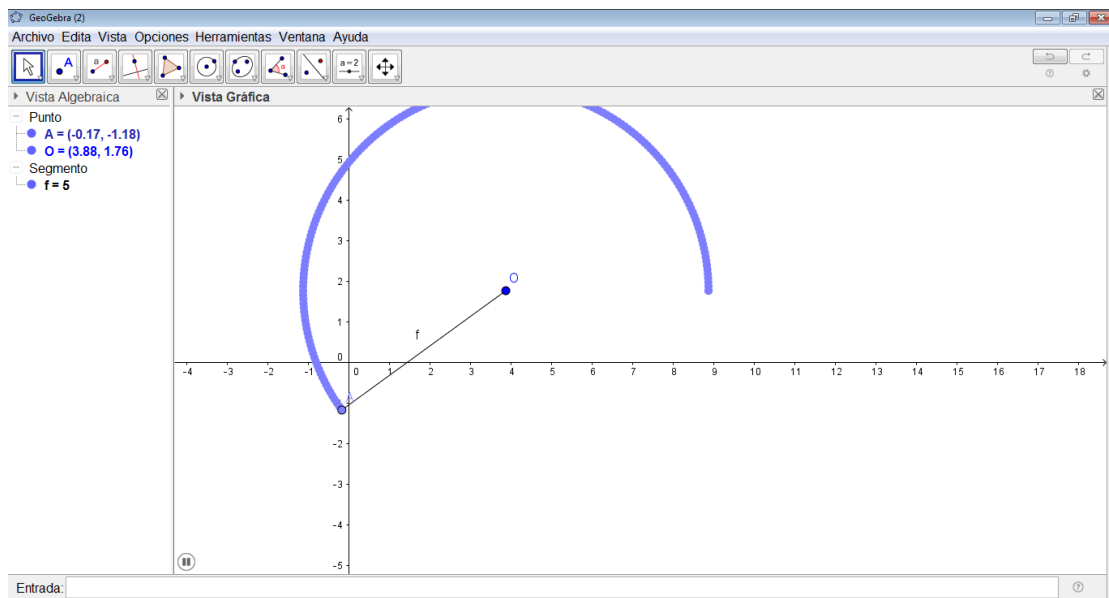 GeoGebra (2)
Archivo Edita Vista Opciones Herramientas Ventana Ayuda
A a α a = 2
Vista Algebraica
Vista Gráfica
Punto
A = (-0.17, -1.18)
O = (3.88, 1.76)
Segmento
f = 5
6
5
4
3
2
1
0
-4 -3 -2 -1 0 1 2 3 4 5 6 7 8 9 10 11 12 13 14 15 16 17 18
-2
-3
-4
-5
O
f
A
Entrada: